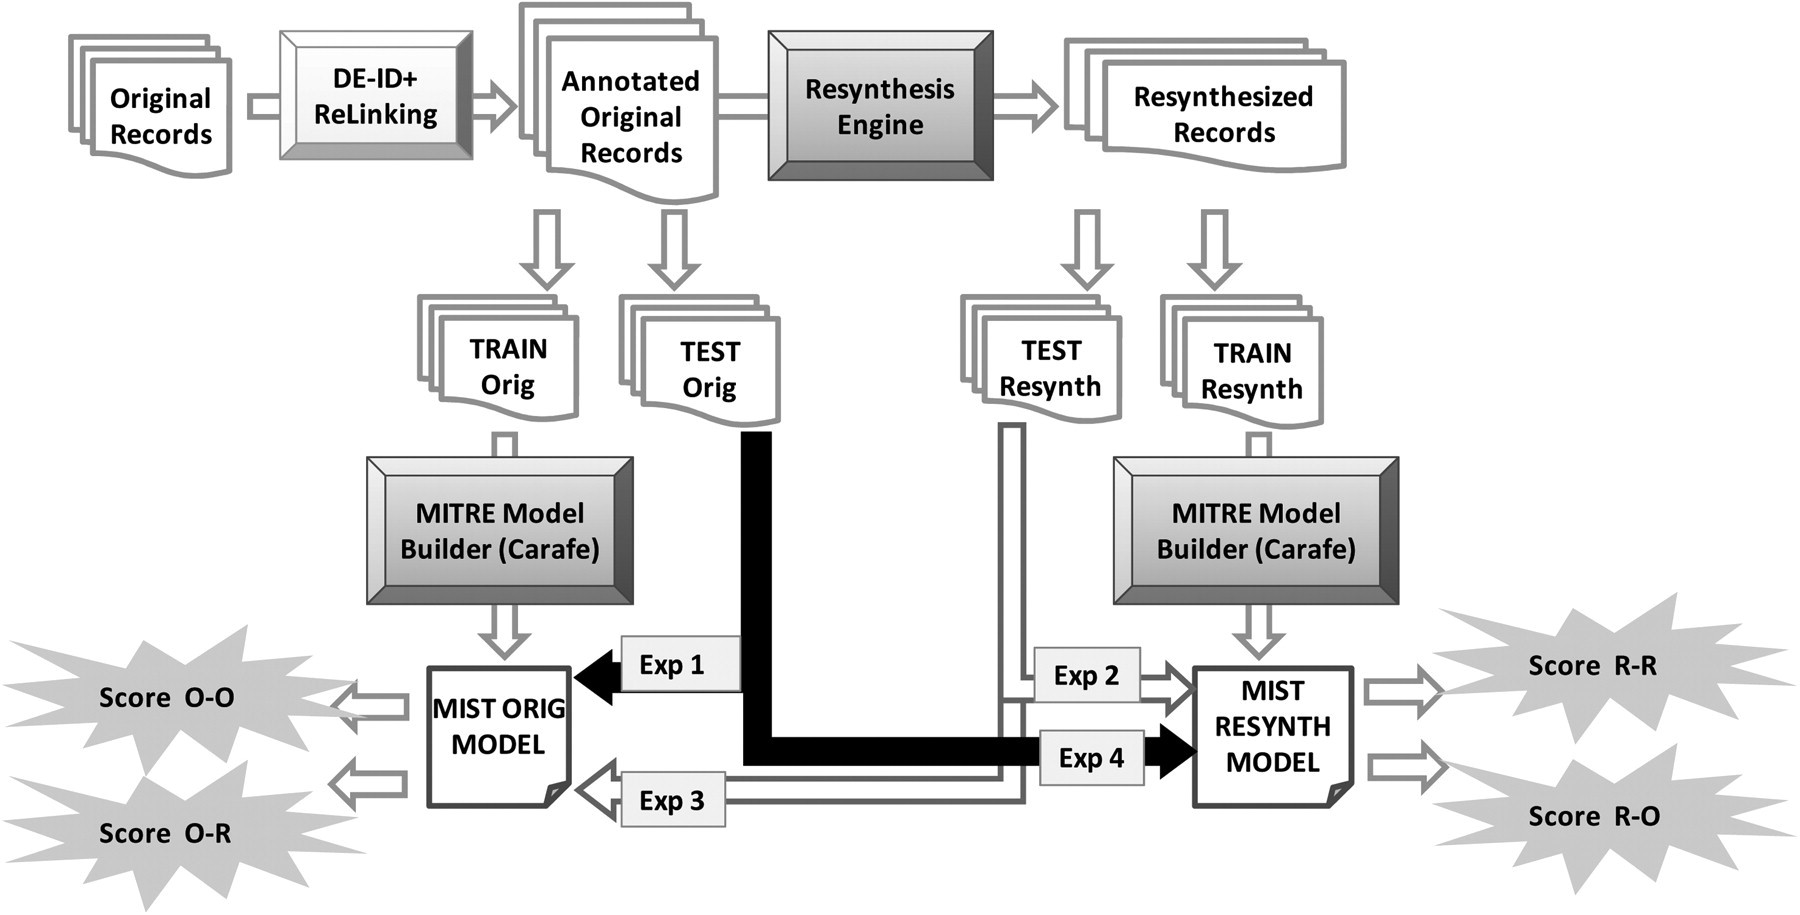 Original
Records
DE-ID+
ReLinking
Annotated
Original
Records
Resynthesis
Engine
Resynthesized
Records
TRAIN
Orig
TEST
Orig
TEST
Resynth
TRAIN
Resynth
MITRE Model
Builder (Carafe)
MITRE Model
Builder (Carafe)
Exp 1
Exp 2
Score R-R
Score O-O
MIST ORIG
MODEL
MIST
RESYNTH
MODEL
Exp 4
Exp 3
Score O-R
Score R-O